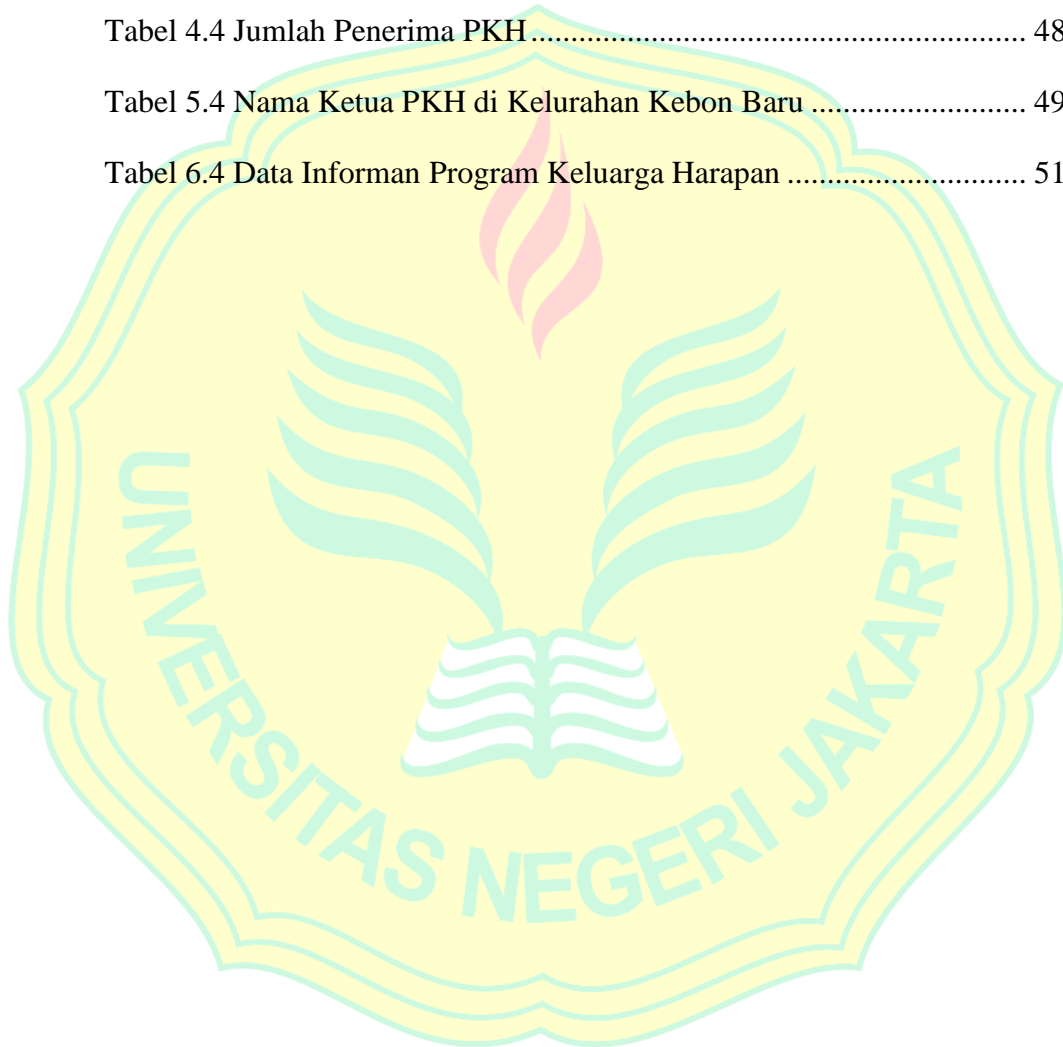 Tabel 4.4 Jumlah Penerima PKH ................................................................ 48
Tabel 5.4 Nama Ketua PKH di Kelurahan Kebon Baru ........................... 49
Tabel 6.4 Data Informan Program Keluarga Harapan .............................. 51
UNIVERSITAS NEGERI JAKARTA